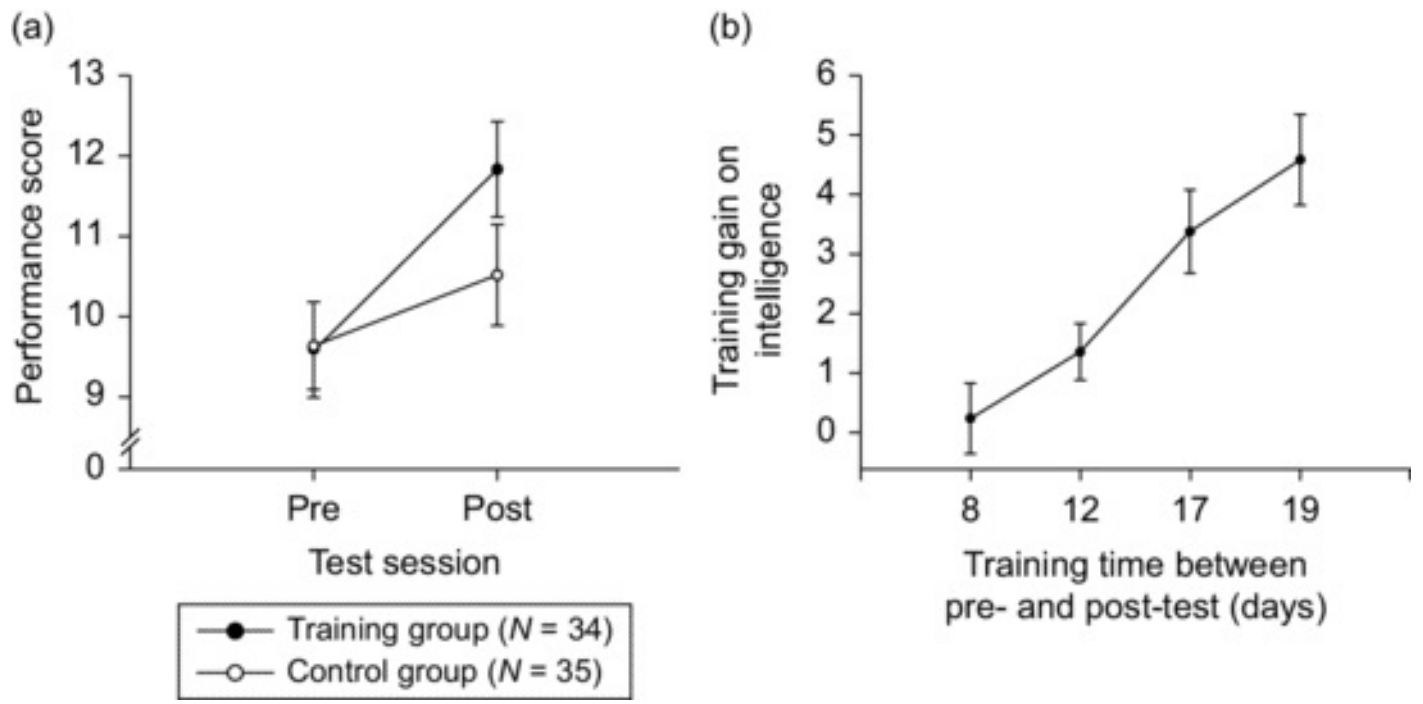 (a)
13
12
11
10
9
0
Performance score
Pre
Post
Test session
Training group (N = 34)
Control group (N = 35)
(b)
6
5
4
3
2
1
0
Training gain on
intelligence
8
12
17
19
Training time between
pre- and post-test (days)